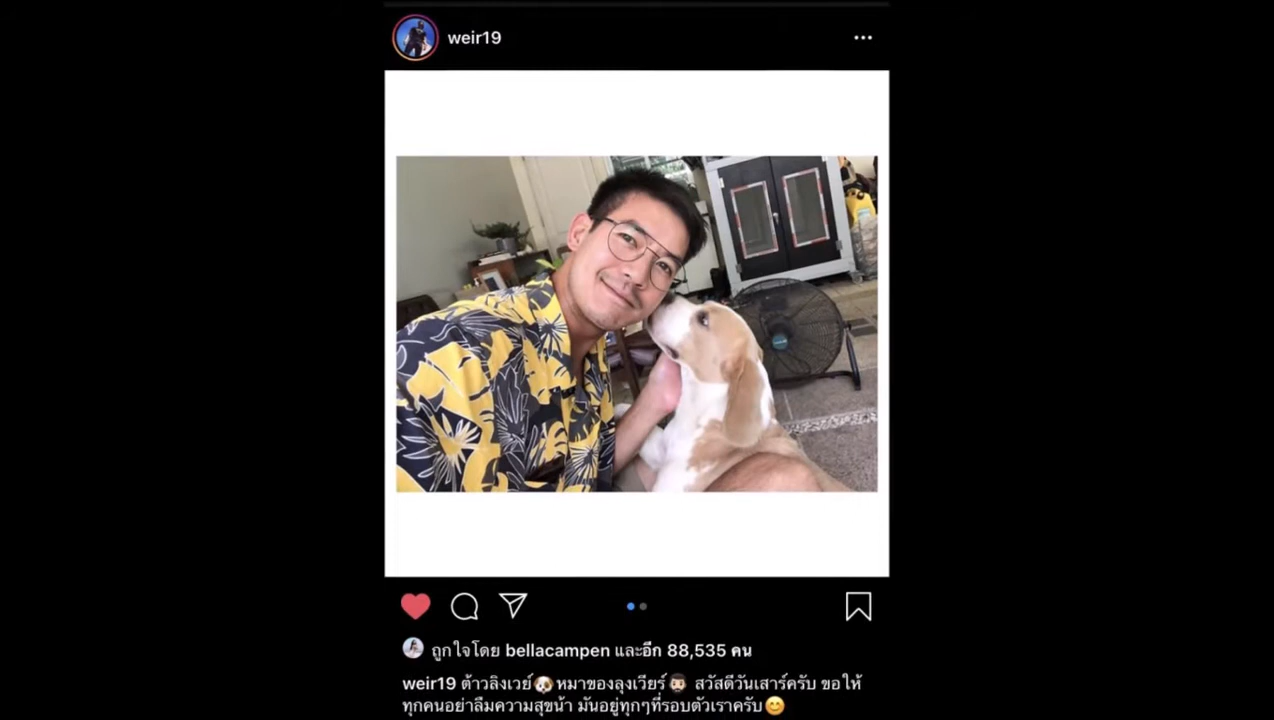 weir19
ถูกใจโดย bellacampen และอีก 88,535 คน
weir19 ต้าวลิงเวย์🐶หมาของลุงเวียร์🧔🏻 สวัสดีวันเสาร์ครับ ขอให้
ทุกคนอย่าลืมความสุขน้า มันอยู่ทุกๆที่รอบตัวเราครับ😊